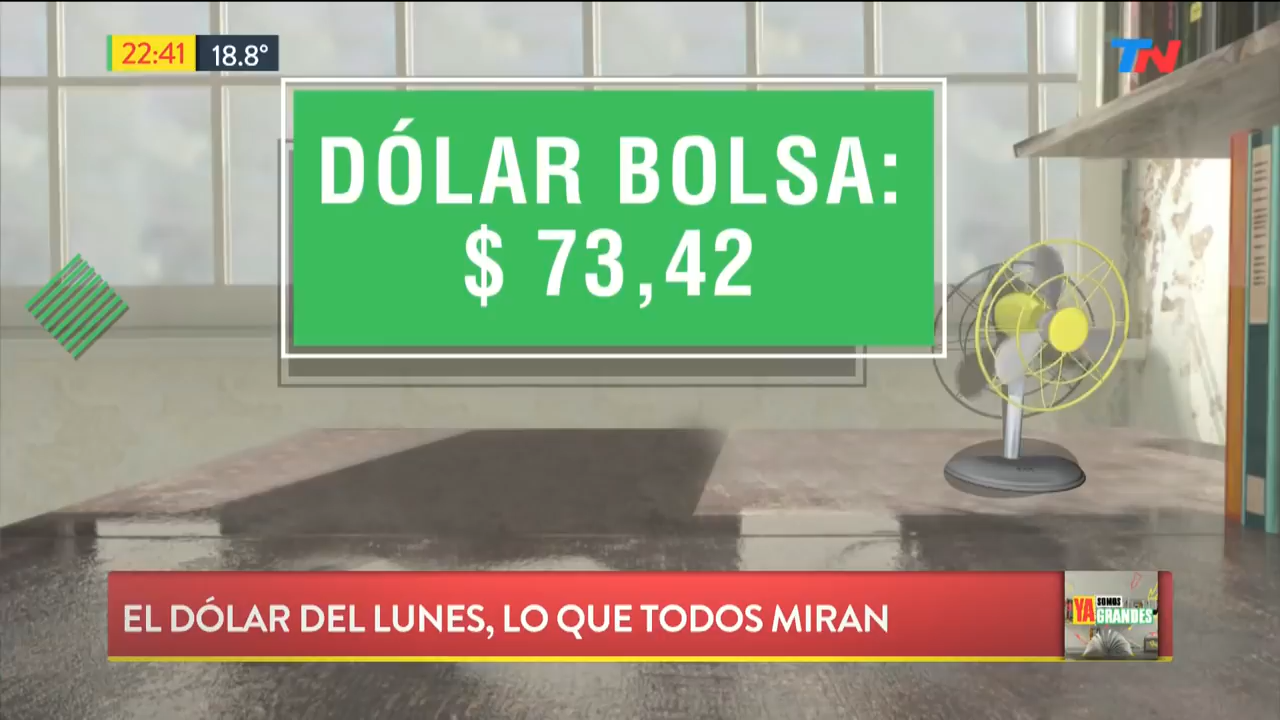 22:41 18.8°
TN
DÓLAR BOLSA:
$ 73,42
EL DÓLAR DEL LUNES, LO QUE TODOS MIRAN
YA SOMOS GRANDES